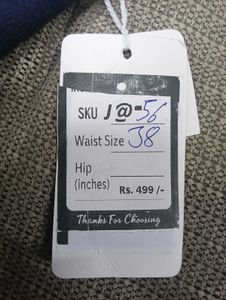 SKU J@-56
Waist Size 38
Hip
(inches)
Rs. 499 /-
Thanks For Choosing